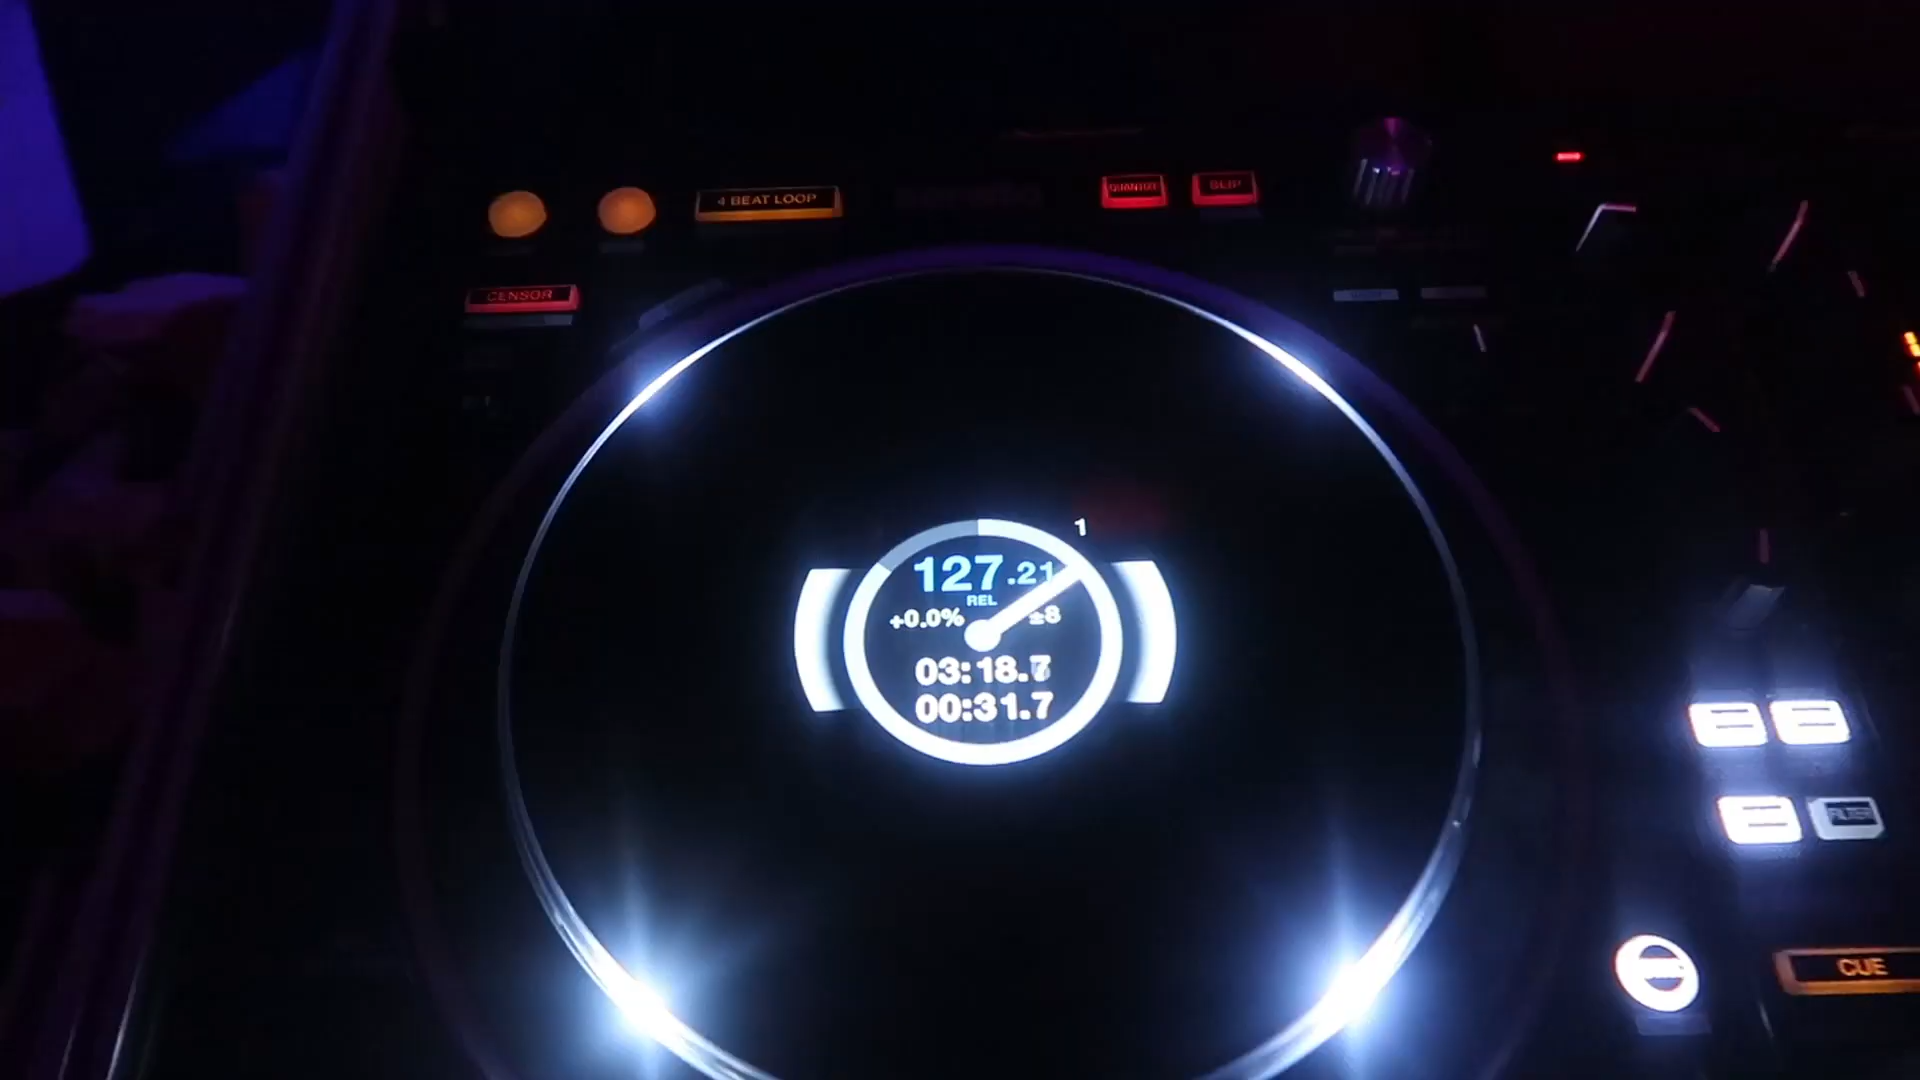 4 BEAT LOOP
QUANTIZE
SLIP
CENSOR
1
127.21
REL
+0.0% ±8
03:18.7
00:31.7
FILTER
CUE